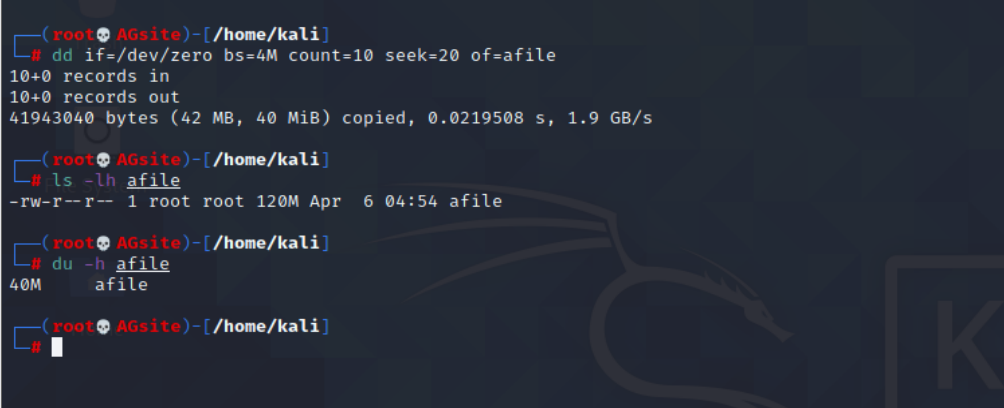 ┌──(root💀AGsite)-[/home/kali]
└─# dd if=/dev/zero bs=4M count=10 seek=20 of=afile
10+0 records in
10+0 records out
41943040 bytes (42 MB, 40 MiB) copied, 0.0219508 s, 1.9 GB/s
┌──(root💀AGsite)-[/home/kali]
└─# ls -lh afile
-rw-r--r-- 1 root root 120M Apr  6 04:54 afile
┌──(root💀AGsite)-[/home/kali]
└─# du -h afile
40M     afile
┌──(root💀AGsite)-[/home/kali]
└─#
K